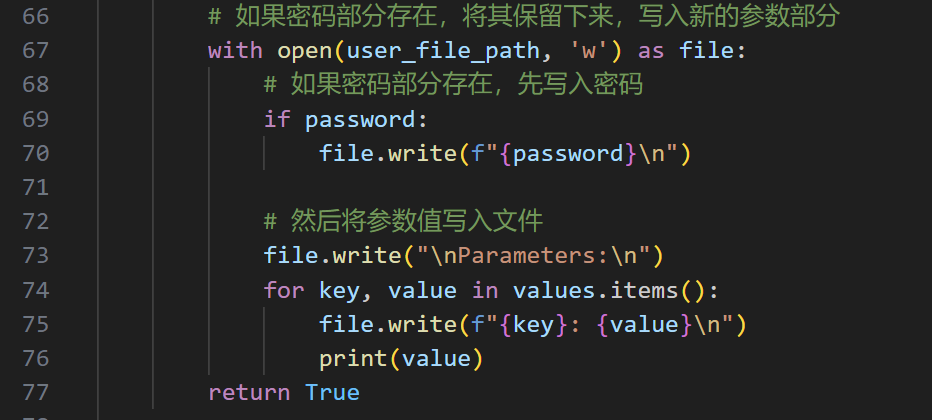 66 # 如果密码部分存在，将其保留下来，写入新的参数部分
67 with open(user_file_path, 'w') as file:
68 # 如果密码部分存在，先写入密码
69 if password:
70 file.write(f"{password}\n")
71
72 # 然后将参数值写入文件
73 file.write("\nParameters:\n")
74 for key, value in values.items():
75 file.write(f"{key}: {value}\n")
76 print(value)
77 return True